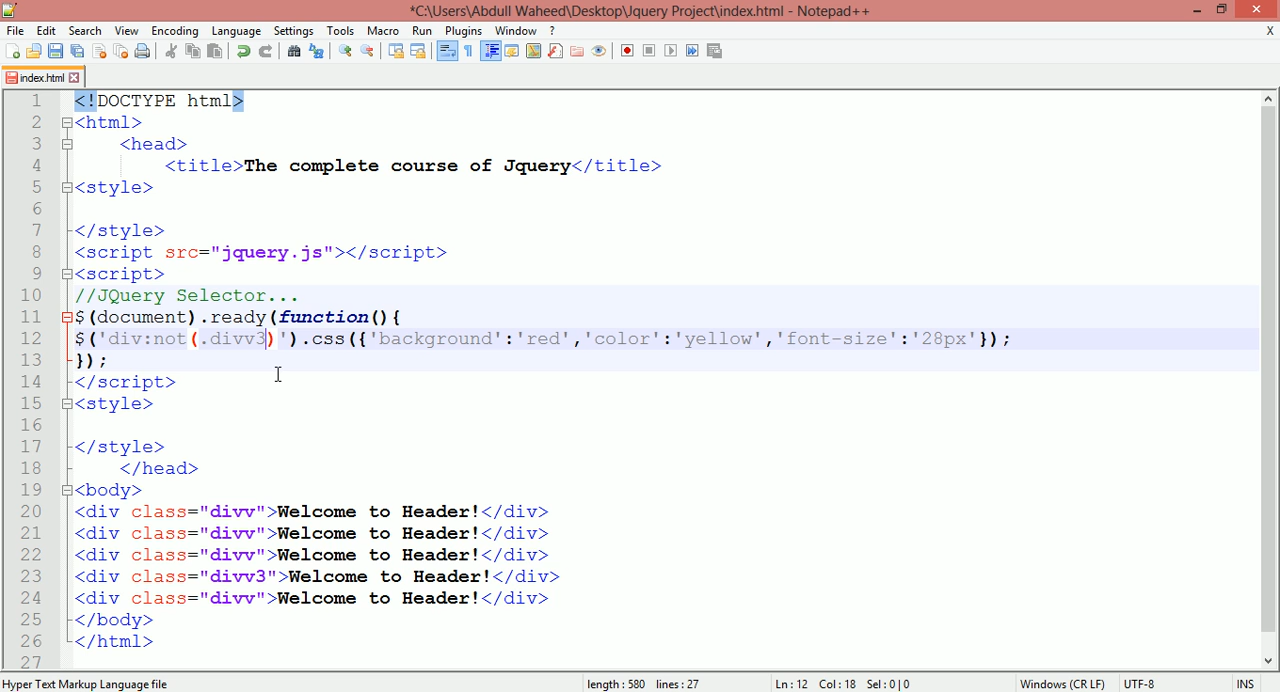 *C:\Users\Abdull Waheed\Desktop\Jquery Project\index.html - Notepad++
File Edit Search View Encoding Language Settings Tools Macro Run Plugins Window ? X
index.html
1 <!DOCTYPE html>
2 <html>
3 <head>
4 <title>The complete course of Jquery</title>
5 <style>
6
7 </style>
8 <script src="jquery.js"></script>
9 <script>
10 //JQuery Selector...
11 $(document).ready(function(){
12 $('div:not(.divv3)').css({'background':'red','color':'yellow','font-size':'28px'});
13 });
14 </script>
15 <style>
16
17 </style>
18 </head>
19 <body>
20 <div class="divv">Welcome to Header!</div>
21 <div class="divv">Welcome to Header!</div>
22 <div class="divv">Welcome to Header!</div>
23 <div class="divv3">Welcome to Header!</div>
24 <div class="divv">Welcome to Header!</div>
25 </body>
26 </html>
27
Hyper Text Markup Language file length : 580 lines : 27 Ln : 12 Col : 18 Sel : 0 | 0 Windows (CR LF) UTF-8 INS